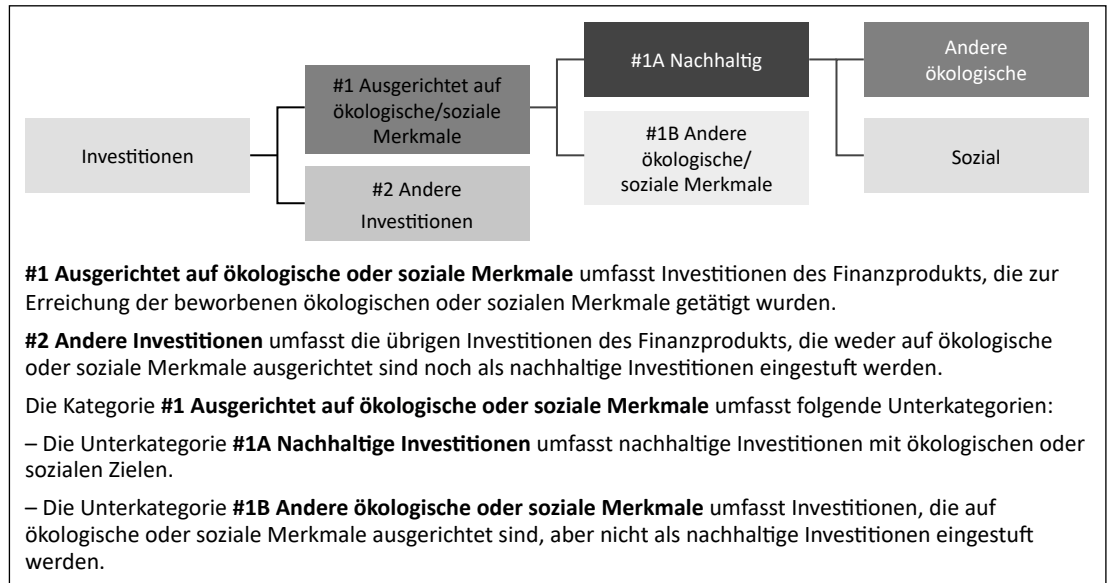 Investitionen
#1 Ausgerichtet auf
ökologische/soziale
Merkmale
#2 Andere
Investitionen
#1A Nachhaltig
#1B Andere
ökologische/
soziale Merkmale
Andere
ökologische
Sozial
#1 Ausgerichtet auf ökologische oder soziale Merkmale umfasst Investitionen des Finanzprodukts, die zur
Erreichung der beworbenen ökologischen oder sozialen Merkmale getätigt wurden.
#2 Andere Investitionen umfasst die übrigen Investitionen des Finanzprodukts, die weder auf ökologische
oder soziale Merkmale ausgerichtet sind noch als nachhaltige Investitionen eingestuft werden.
Die Kategorie #1 Ausgerichtet auf ökologische oder soziale Merkmale umfasst folgende Unterkategorien:
– Die Unterkategorie #1A Nachhaltige Investitionen umfasst nachhaltige Investitionen mit ökologischen oder
sozialen Zielen.
– Die Unterkategorie #1B Andere ökologische oder soziale Merkmale umfasst Investitionen, die auf
ökologische oder soziale Merkmale ausgerichtet sind, aber nicht als nachhaltige Investitionen eingestuft
werden.